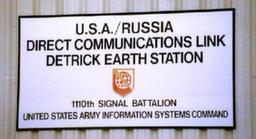 U.S.A./RUSSIA
DIRECT COMMUNICATIONS LINK
DETRICK EARTH STATION
1110th SIGNAL BATTALION
UNITED STATES ARMY INFORMATION SYSTEMS COMMAND